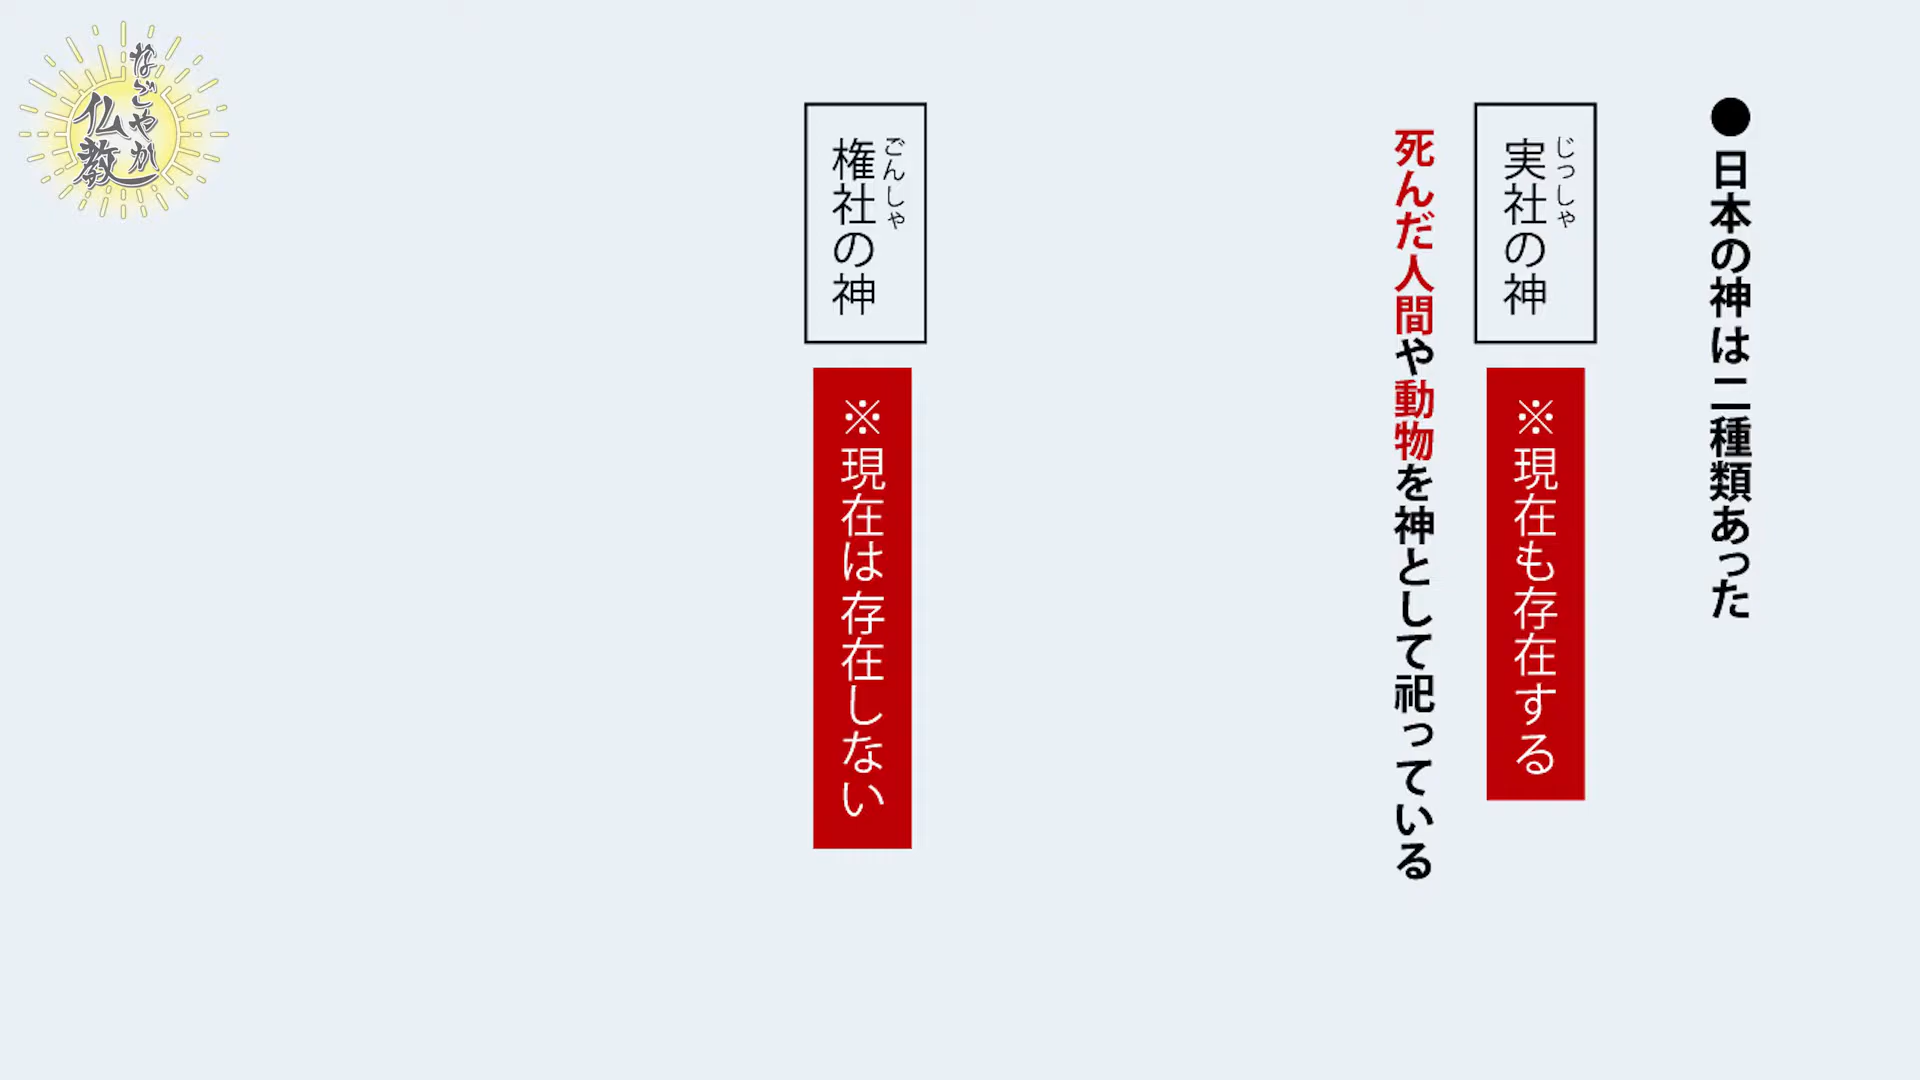 ●日本の神は二種類あった
じっしゃ
実社の神
※現在も存在する
死んだ人間や動物を神として祀っている
ごんしゃ
権社の神
※現在は存在しない
なごやか
仏教